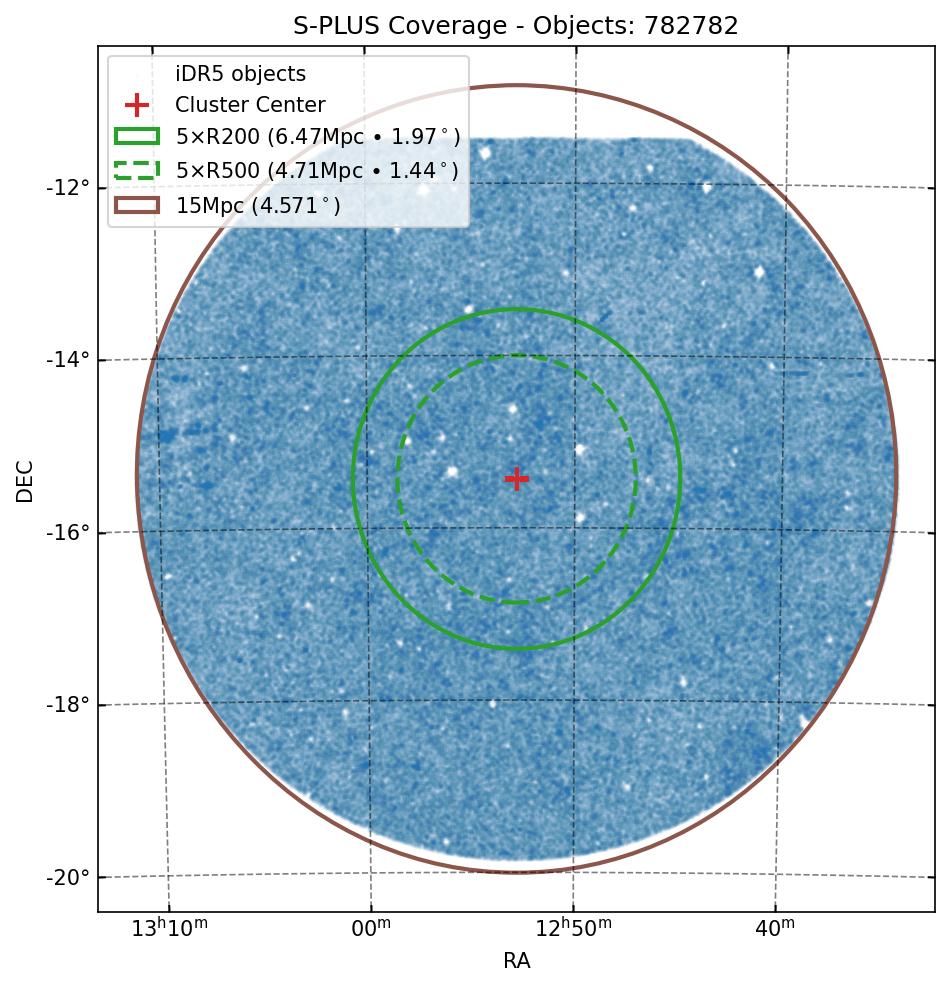 S-PLUS Coverage - Objects: 782782
iDR5 objects
Cluster Center
5×R200 (6.47Mpc • 1.97°)
5×R500 (4.71Mpc • 1.44°)
15Mpc (4.571°)
-12°
-14°
-16°
-18°
-20°
DEC
13ʰ10ᵐ
00ᵐ
12ʰ50ᵐ
40ᵐ
RA